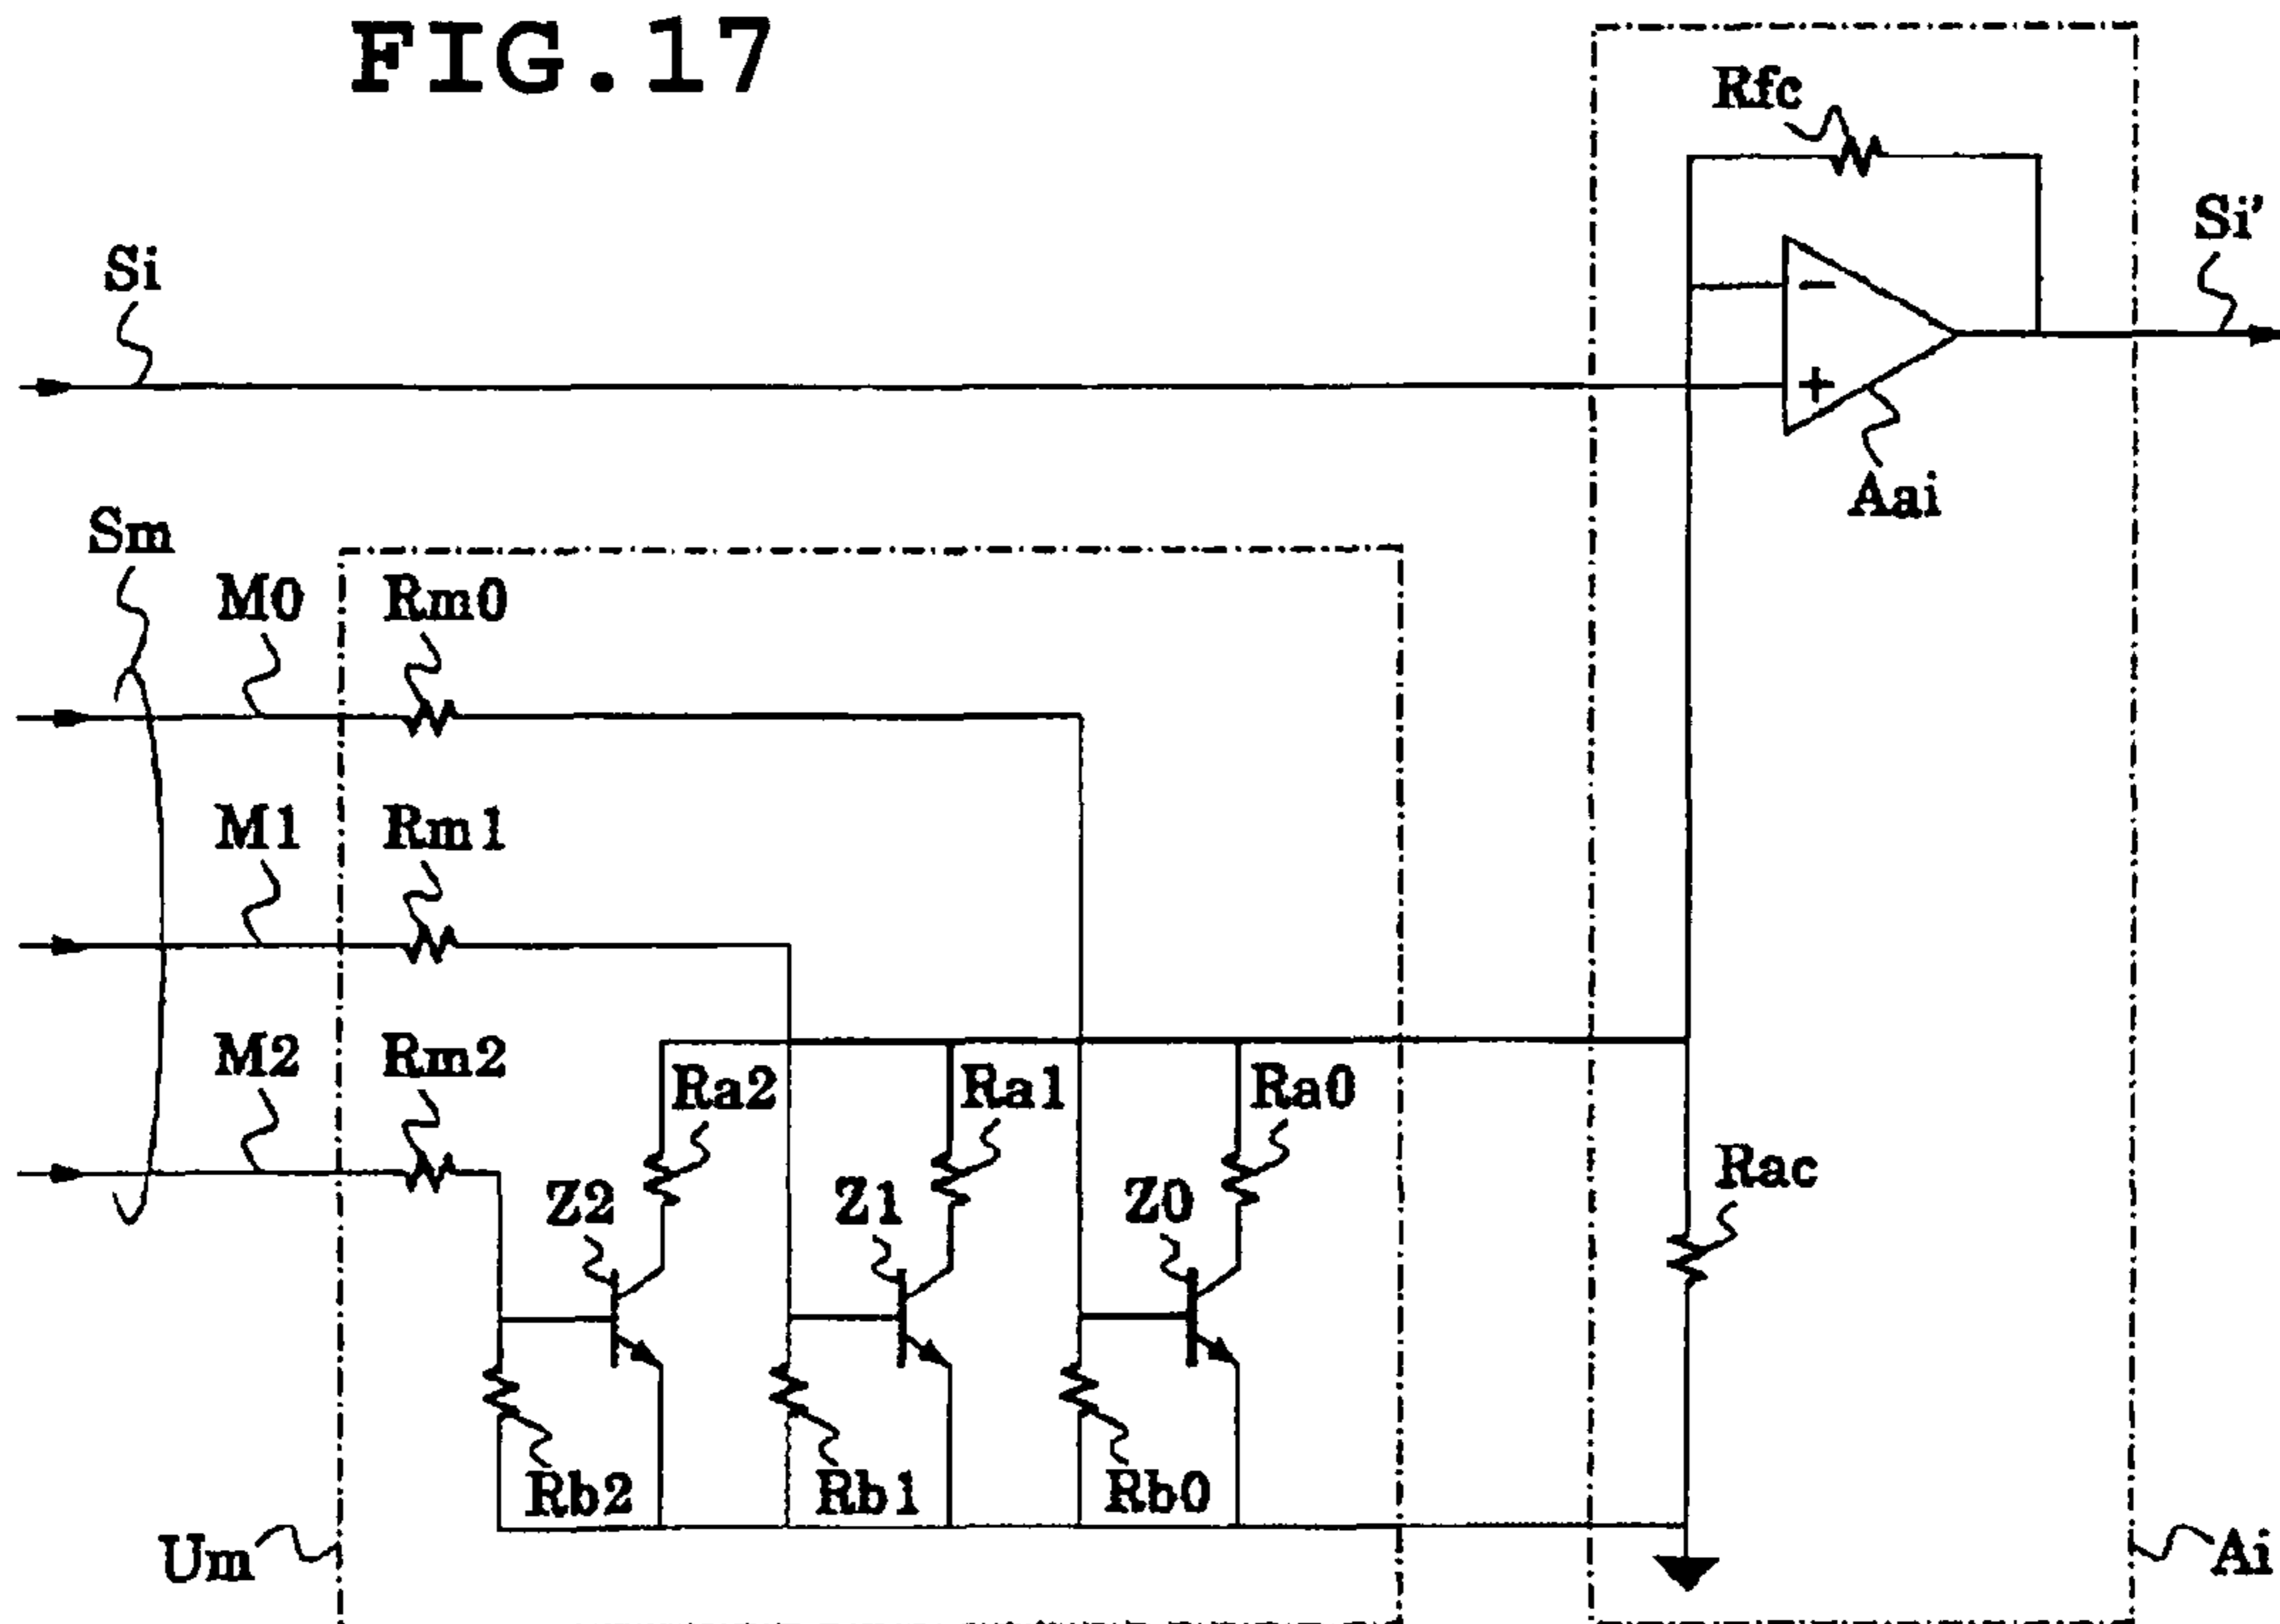 FIG.17
Rfc
Si
Si'
-
+
Aai
Sm
M0
Rm0
M1
Rm1
M2
Rm2
Ra2
Ra1
Ra0
Rac
Z2
Z1
Z0
Rb2
Rb1
Rb0
Um
Ai